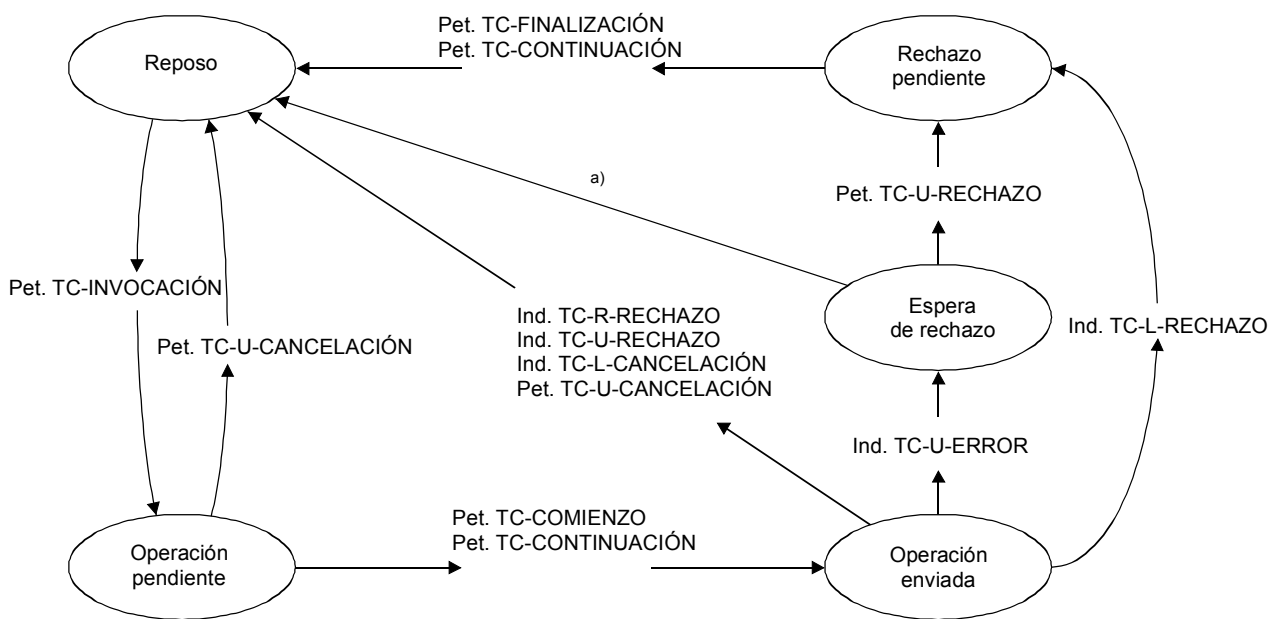 Pet. TC-FINALIZACIÓN
Pet. TC-CONTINUACIÓN
Reposo
Rechazo
pendiente
a)
Pet. TC-U-RECHAZO
Pet. TC-INVOCACIÓN
Pet. TC-U-CANCELACIÓN
Ind. TC-R-RECHAZO
Ind. TC-U-RECHAZO
Ind. TC-L-CANCELACIÓN
Pet. TC-U-CANCELACIÓN
Espera
de rechazo
Ind. TC-L-RECHAZO
Ind. TC-U-ERROR
Pet. TC-COMIENZO
Pet. TC-CONTINUACIÓN
Operación
pendiente
Operación
enviada